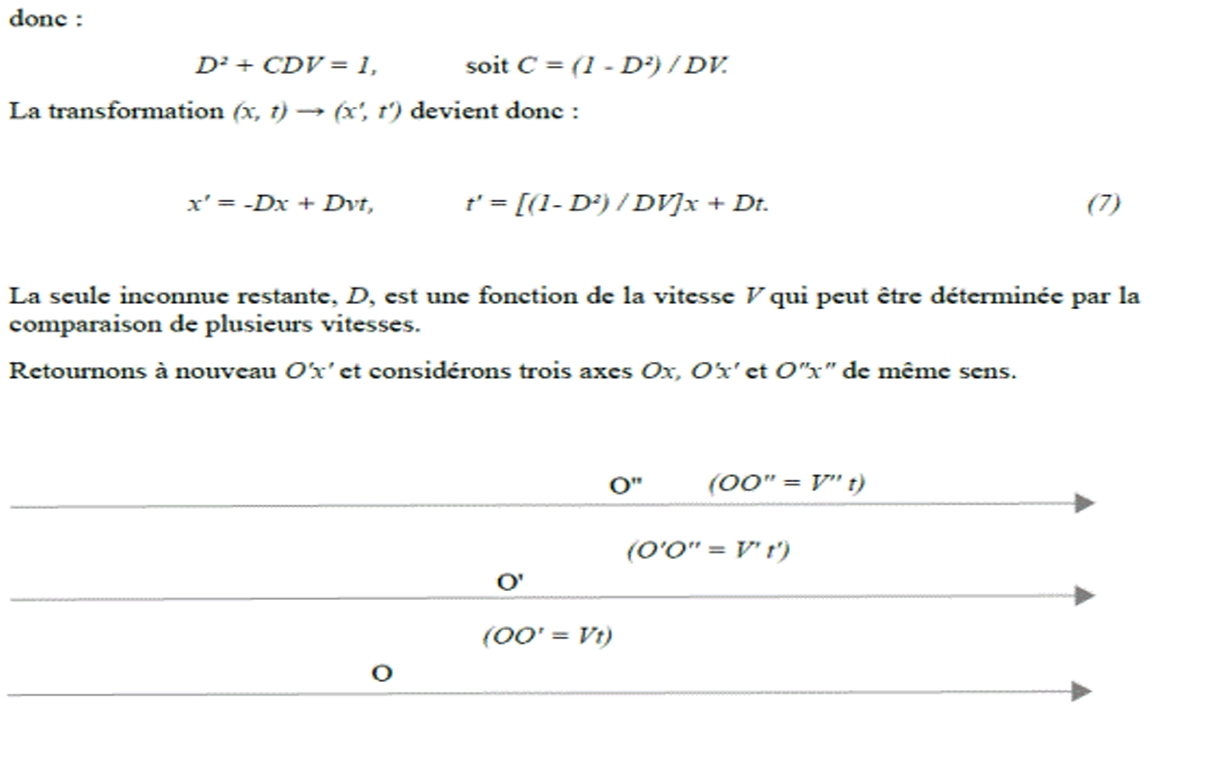 donc :
D² + CDV = 1, soit C = (1 - D²) / DV.
La transformation (x, t) → (x', t') devient donc :
x' = -Dx + Dvt, t' = [(1- D²) / DV]x + Dt. (7)
La seule inconnue restante, D, est une fonction de la vitesse V qui peut être déterminée par la
comparaison de plusieurs vitesses.
Retournons à nouveau O'x' et considérons trois axes Ox, O'x' et O"x" de même sens.
O" (OO" = V" t)
(O'O" = V' t')
O'
(OO' = Vt)
O